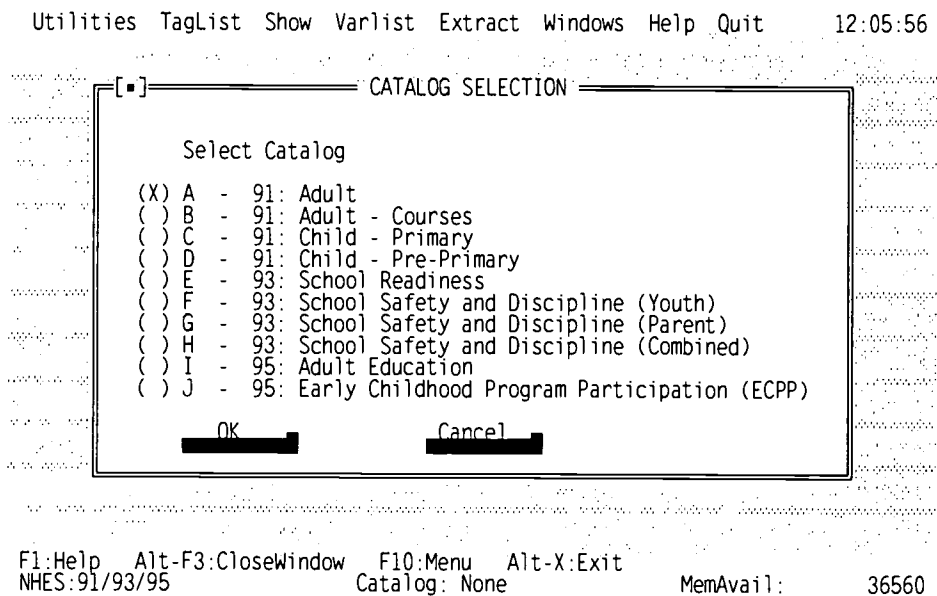 Utilities TagList Show Varlist Extract Windows Help Quit 12:05:56
[▪] CATALOG SELECTION
Select Catalog
(X) A - 91: Adult
( ) B - 91: Adult - Courses
( ) C - 91: Child - Primary
( ) D - 91: Child - Pre-Primary
( ) E - 93: School Readiness
( ) F - 93: School Safety and Discipline (Youth)
( ) G - 93: School Safety and Discipline (Parent)
( ) H - 93: School Safety and Discipline (Combined)
( ) I - 95: Adult Education
( ) J - 95: Early Childhood Program Participation (ECPP)
OK Cancel
F1:Help Alt-F3:CloseWindow F10:Menu Alt-X:Exit
NHES:91/93/95 Catalog: None MemAvail: 36560